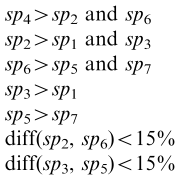 sp₄>sp₂ and sp₆
sp₂>sp₁ and sp₃
sp₆>sp₅ and sp₇
sp₃>sp₁
sp₅>sp₇
diff(sp₂, sp₆)<15%
diff(sp₃, sp₅)<15%